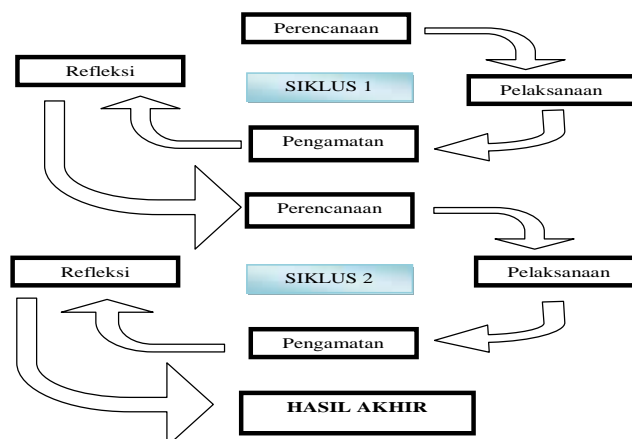 Perencanaan
Refleksi
SIKLUS 1
Pelaksanaan
Pengamatan
Perencanaan
Refleksi
SIKLUS 2
Pelaksanaan
Pengamatan
HASIL AKHIR